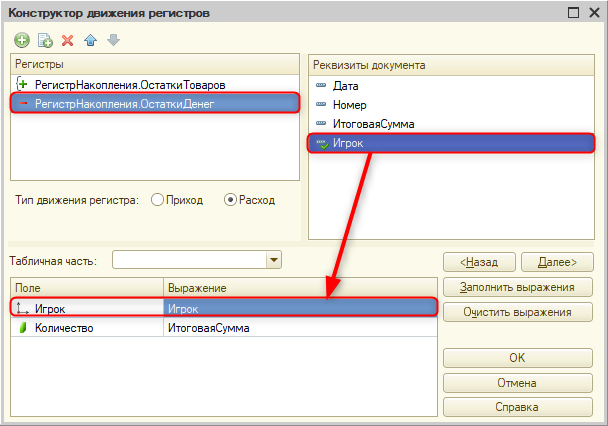 Конструктор движения регистров
Регистры
РегистрНакопления.ОстаткиТоваров
РегистрНакопления.ОстаткиДенег
Реквизиты документа
Дата
Номер
ИтоговаяСумма
Игрок
Тип движения регистра: Приход Расход
Табличная часть:
<Назад Далее>
Поле Выражение
Игрок Игрок
Количество ИтоговаяСумма
Заполнить выражения
Очистить выражения
OK
Отмена
Справка